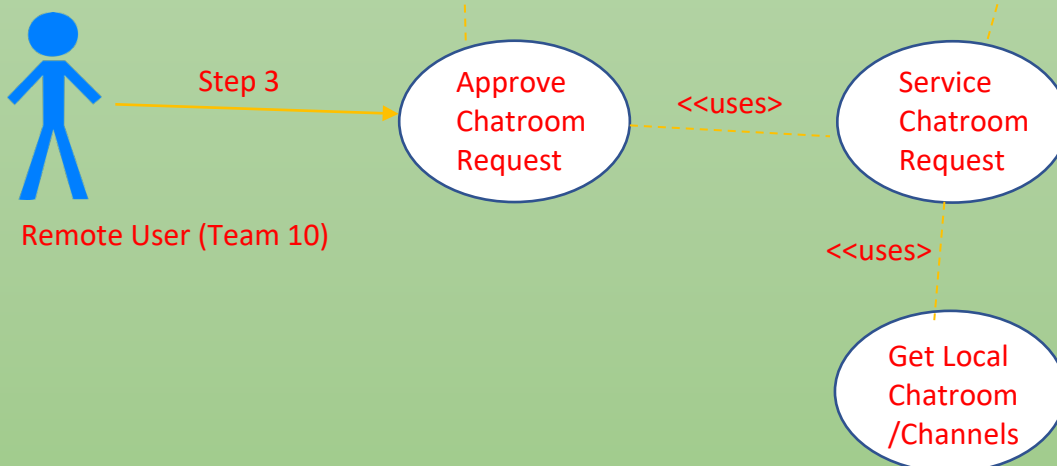 Step 3
Approve
Chatroom
Request
<<uses>
Service
Chatroom
Request
Remote User (Team 10)
<<uses>
Get Local
Chatroom
/Channels